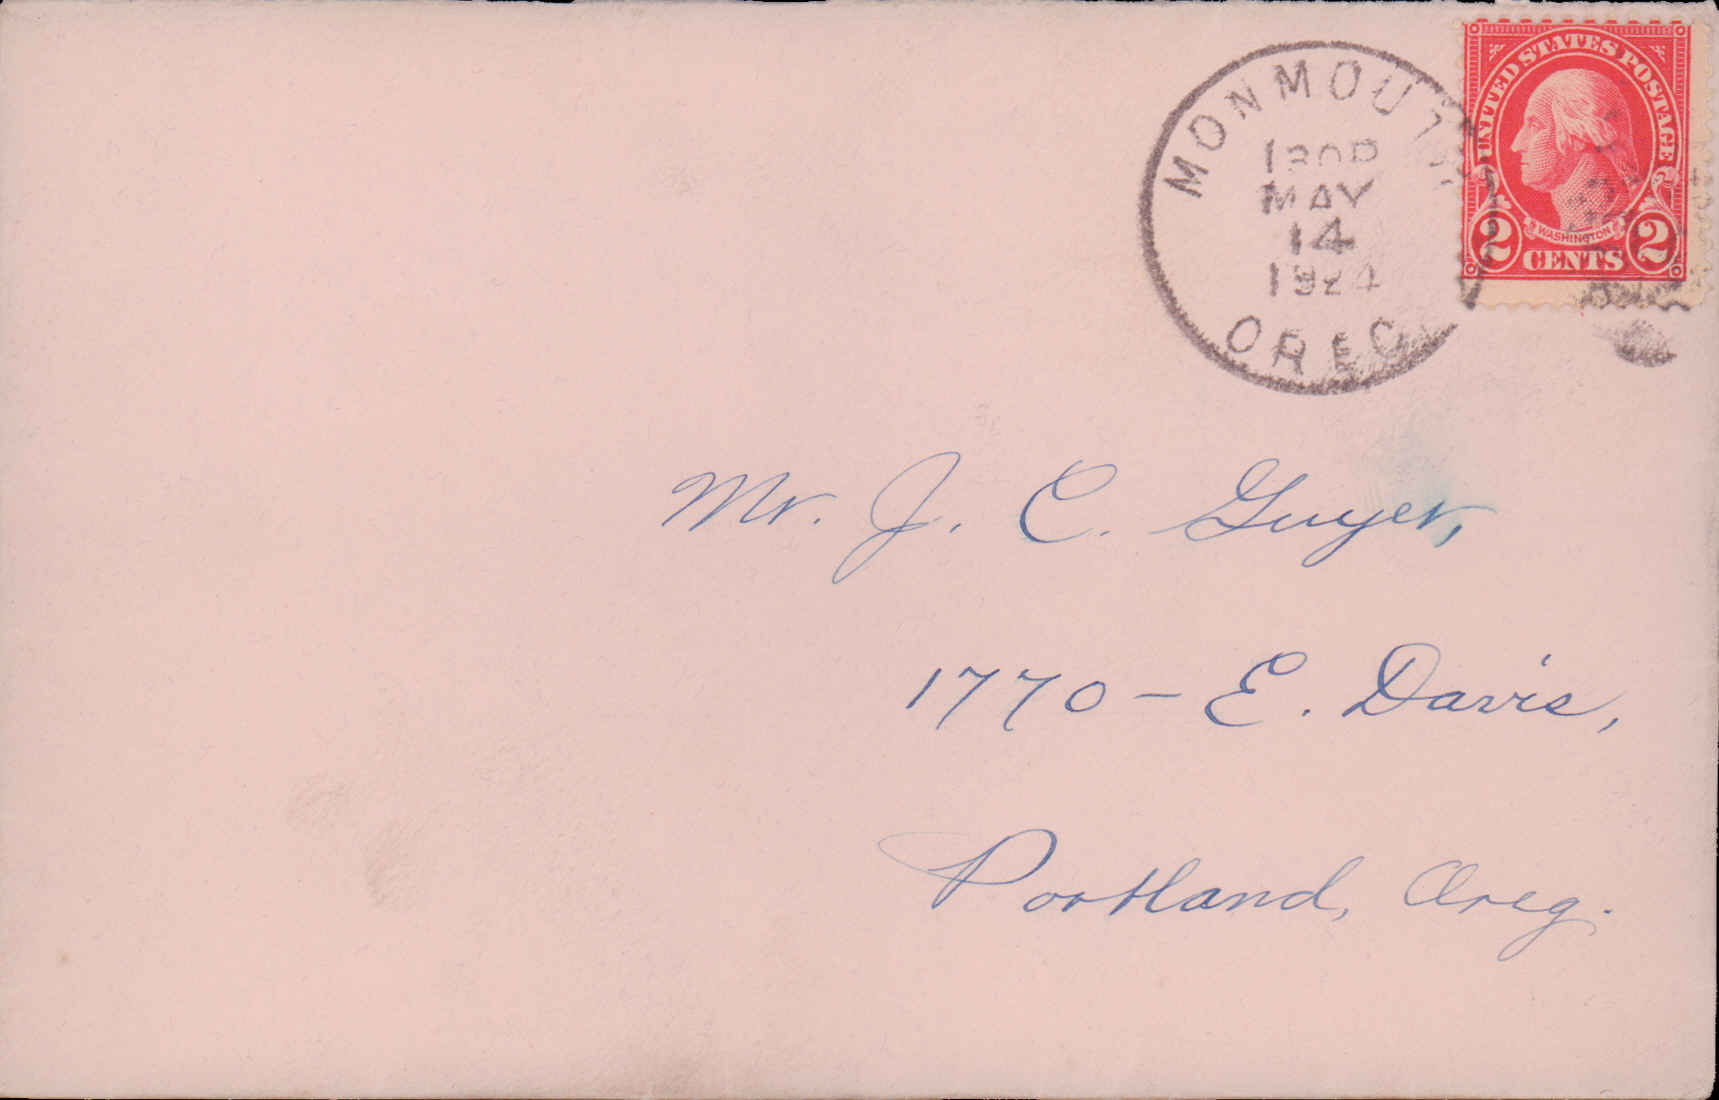 MONMOUTH
130P
MAY
14
1924
OREG
UNITED STATES POSTAGE
WASHINGTON
2 CENTS 2
Mr. J. C. Guyer,
1770 - E. Davis,
Portland, Oreg.